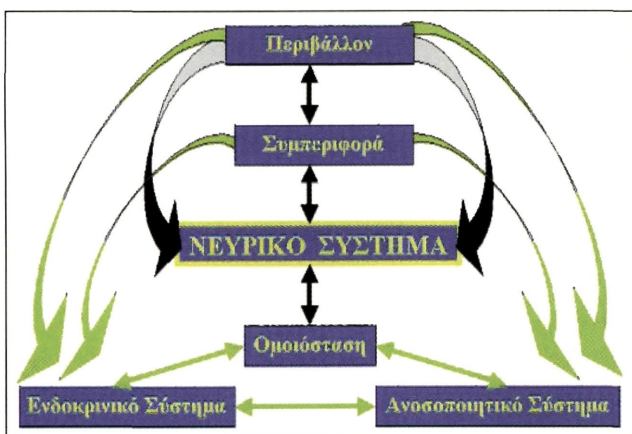 Περιβάλλον
Συμπεριφορά
ΝΕΥΡΙΚΟ ΣΥΣΤΗΜΑ
Ομοιόσταση
Ενδοκρινικό Σύστημα
Ανοσοποιητικό Σύστημα